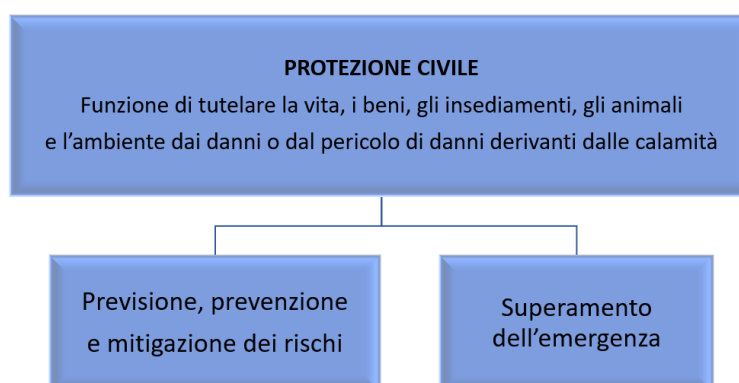 PROTEZIONE CIVILE
Funzione di tutelare la vita, i beni, gli insediamenti, gli animali
e l’ambiente dai danni o dal pericolo di danni derivanti dalle calamità
Previsione, prevenzione
e mitigazione dei rischi
Superamento
dell’emergenza